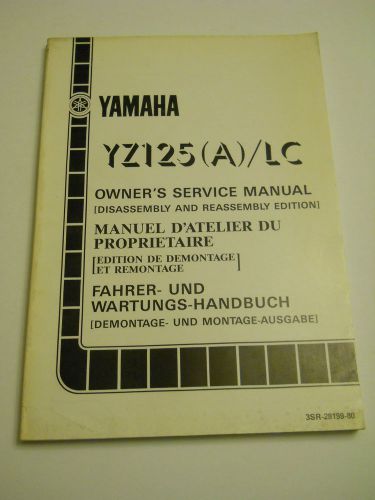 YAMAHA
YZ125(A)/LC
OWNER'S SERVICE MANUAL
[DISASSEMBLY AND REASSEMBLY EDITION]
MANUEL D'ATELIER DU
PROPRIETAIRE
[EDITION DE DEMONTAGE
ET REMONTAGE]
FAHRER- UND
WARTUNGS-HANDBUCH
[DEMONTAGE- UND MONTAGE-AUSGABE]
3SR-28199-80